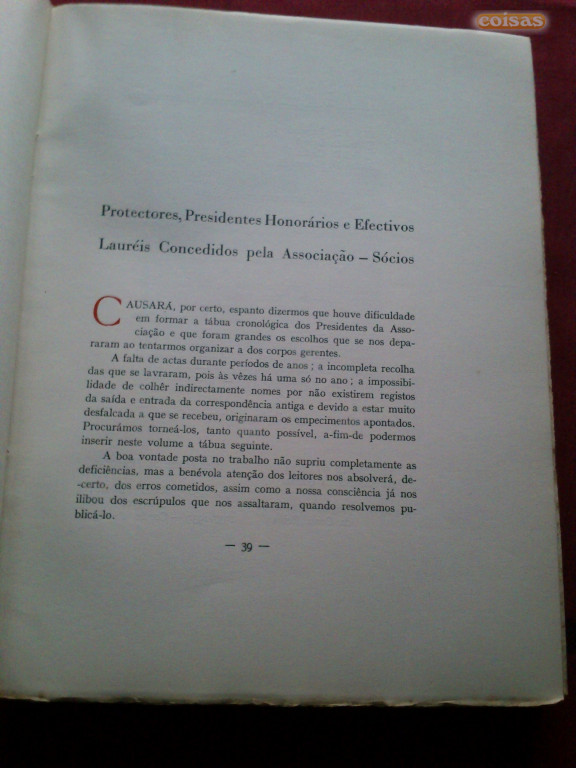 coisas
Protectores, Presidentes Honorários e Efectivos
Lauréis Concedidos pela Associação — Sócios
CAUSARÁ, por certo, espanto dizermos que houve dificuldade
em formar a tábua cronológica dos Presidentes da Asso-
ciação e que foram grandes os escolhos que se nos depa-
raram ao tentarmos organizar a dos corpos gerentes.
A falta de actas durante períodos de anos ; a incompleta recolha
das que se lavraram, pois às vêzes há uma só no ano ; a impossibi-
lidade de colhêr indirectamente nomes por não existirem registos
da saída e entrada da correspondência antiga e devido a estar muito
desfalcada a que se recebeu, originaram os empecimentos apontados.
Procurámos torneá-los, tanto quanto possível, a-fim-de podermos
inserir neste volume a tábua seguinte.
A boa vontade posta no trabalho não supriu completamente as
deficiências, mas a benévola atenção dos leitores nos absolverá, de-
-certo, dos erros cometidos, assim como a nossa consciência já nos
ilibou dos escrúpulos que nos assaltaram, quando resolvemos pu-
blicá-lo.
— 39 —